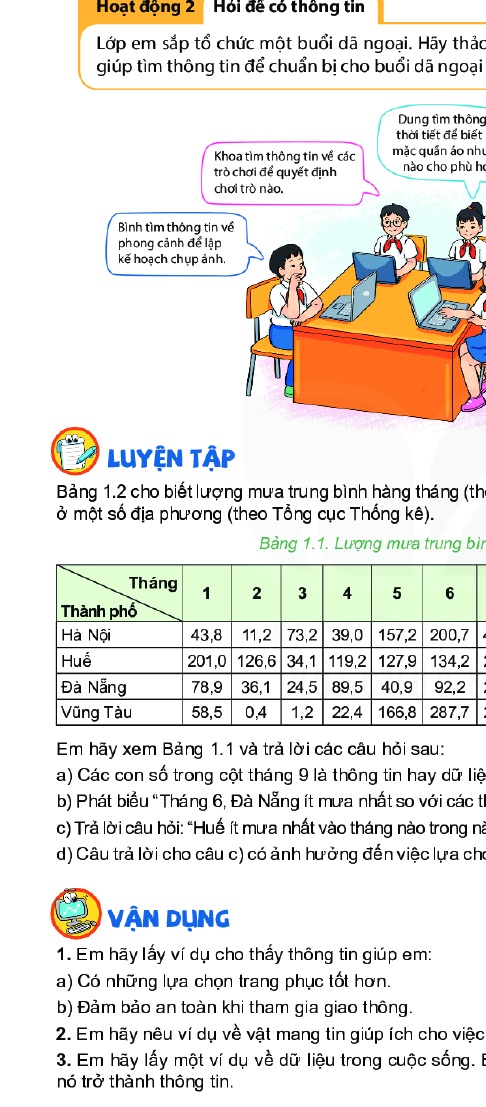 Hoạt động 2 Hỏi để có thông tin
Lớp em sắp tổ chức một buổi dã ngoại. Hãy thảo
giúp tìm thông tin để chuẩn bị cho buổi dã ngoại
Dung tìm thông
thời tiết để biết
mặc quần áo như
nào cho phù hợ
Khoa tìm thông tin về các
trò chơi để quyết định
chơi trò nào.
Bình tìm thông tin về
phong cảnh để lập
kế hoạch chụp ảnh.
LUYỆN TẬP
Bảng 1.2 cho biết lượng mưa trung bình hàng tháng (th
ở một số địa phương (theo Tổng cục Thống kê).
Bảng 1.1. Lượng mưa trung bìn
Tháng 1 2 3 4 5 6
Thành phố
Hà Nội 43,8 11,2 73,2 39,0 157,2 200,7
Huế 201,0 126,6 34,1 119,2 127,9 134,2
Đà Nẵng 78,9 36,1 24,5 89,5 40,9 92,2
Vũng Tàu 58,5 0,4 1,2 22,4 166,8 287,7
Em hãy xem Bảng 1.1 và trả lời các câu hỏi sau:
a) Các con số trong cột tháng 9 là thông tin hay dữ liệ
b) Phát biểu "Tháng 6, Đà Nẵng ít mưa nhất so với các t
c) Trả lời câu hỏi: "Huế ít mưa nhất vào tháng nào trong nă
d) Câu trả lời cho câu c) có ảnh hưởng đến việc lựa chọ
VẬN DỤNG
1. Em hãy lấy ví dụ cho thấy thông tin giúp em:
a) Có những lựa chọn trang phục tốt hơn.
b) Đảm bảo an toàn khi tham gia giao thông.
2. Em hãy nêu ví dụ về vật mang tin giúp ích cho việc
3. Em hãy lấy một ví dụ về dữ liệu trong cuộc sống. E
nó trở thành thông tin.